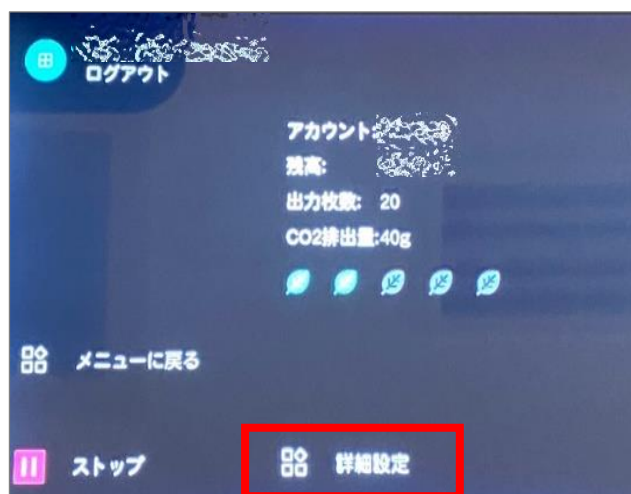 ログアウト
アカウント:
残高:
出力枚数: 20
CO2排出量:40g
メニューに戻る
ストップ
詳細設定